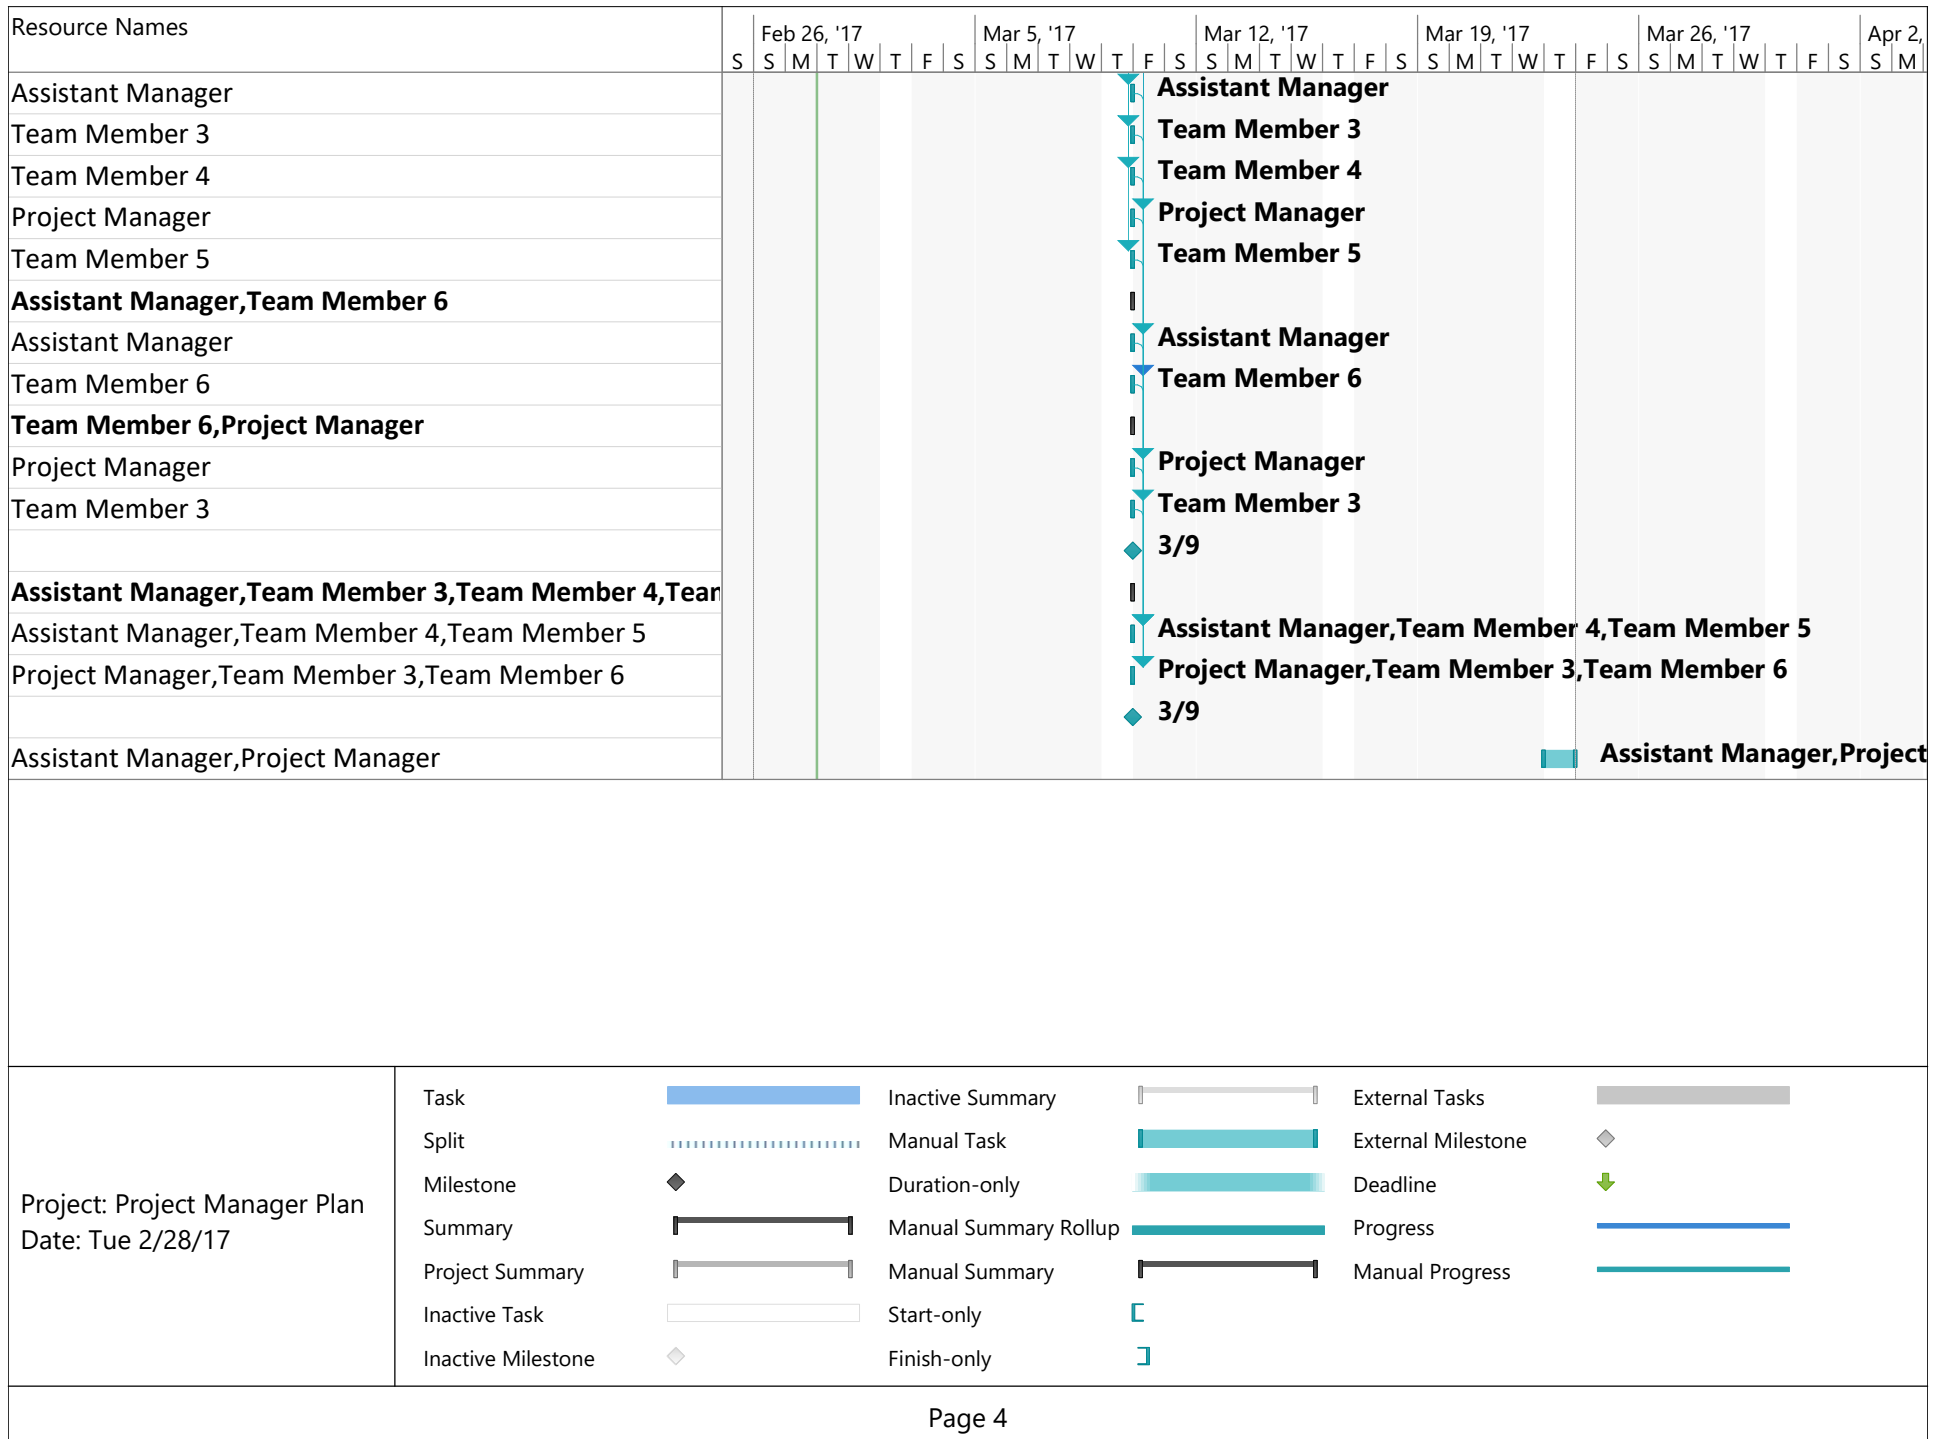 Resource Names
Feb 26, '17 Mar 5, '17 Mar 12, '17 Mar 19, '17 Mar 26, '17 Apr 2,
S S M T W T F S S M T W T F S S M T W T F S S M T W T F S S M T W T F S S M
Assistant Manager Assistant Manager
Team Member 3 Team Member 3
Team Member 4 Team Member 4
Project Manager Project Manager
Team Member 5 Team Member 5
Assistant Manager,Team Member 6
Assistant Manager Assistant Manager
Team Member 6 Team Member 6
Team Member 6,Project Manager
Project Manager Project Manager
Team Member 3 Team Member 3
3/9
Assistant Manager,Team Member 3,Team Member 4,Team
Assistant Manager,Team Member 4,Team Member 5 Assistant Manager,Team Member 4,Team Member 5
Project Manager,Team Member 3,Team Member 6 Project Manager,Team Member 3,Team Member 6
3/9
Assistant Manager,Project Manager Assistant Manager,Project
Project: Project Manager Plan
Date: Tue 2/28/17
Task
Split
Milestone
Summary
Project Summary
Inactive Task
Inactive Milestone
Inactive Summary
Manual Task
Duration-only
Manual Summary Rollup
Manual Summary
Start-only
Finish-only
External Tasks
External Milestone
Deadline
Progress
Manual Progress
Page 4